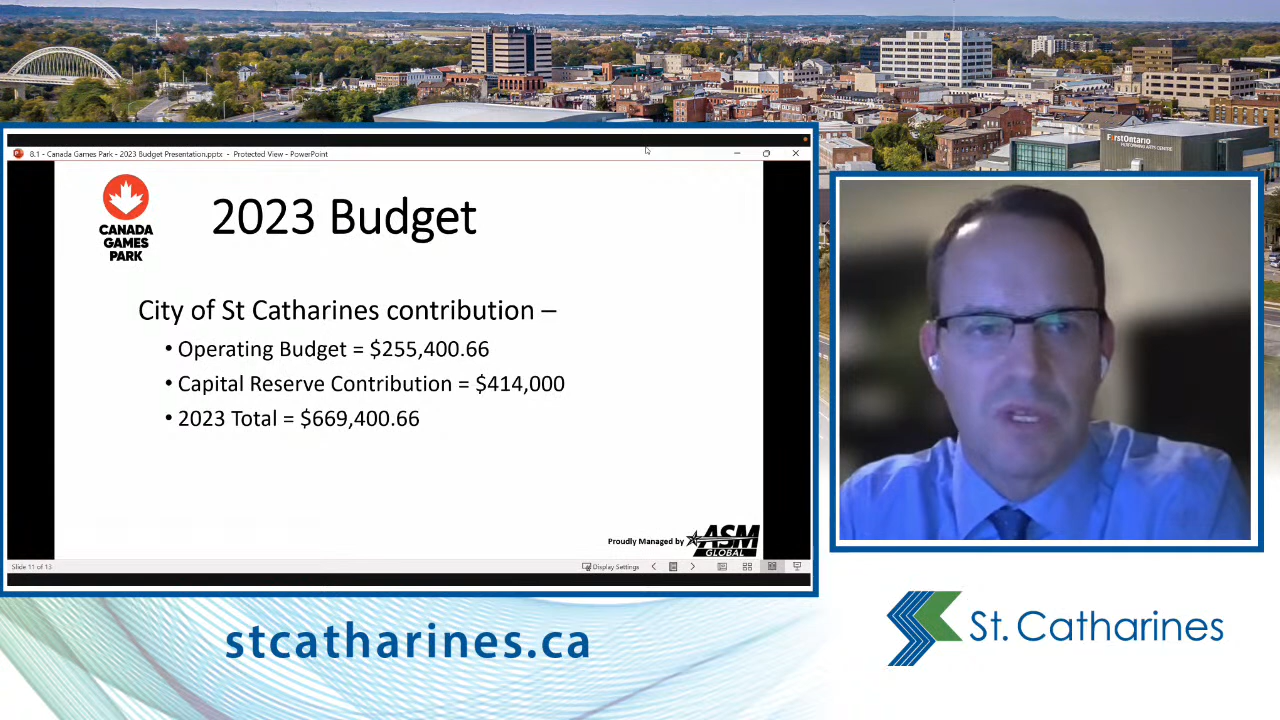 FirstOntario
PERFORMING ARTS CENTRE
8.1 - Canada Games Park - 2023 Budget Presentation.pptx - Protected View - PowerPoint
CANADA
GAMES
PARK
2023 Budget
City of St Catharines contribution –
• Operating Budget = $255,400.66
• Capital Reserve Contribution = $414,000
• 2023 Total = $669,400.66
Proudly Managed by
ASM
GLOBAL
Slide 11 of 13
Display Settings
stcatharines.ca
St. Catharines